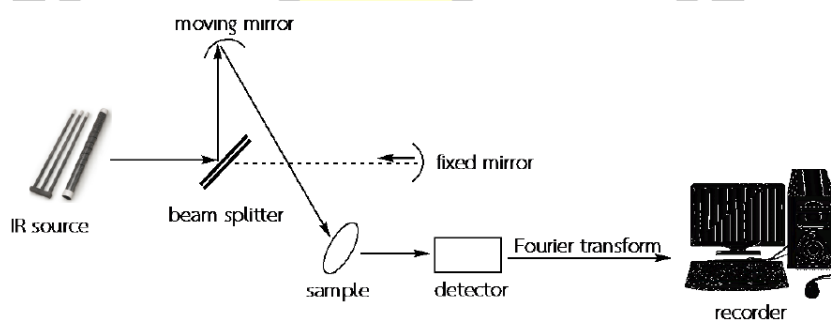 moving mirror
fixed mirror
beam splitter
IR source
Fourier transform
sample
detector
recorder